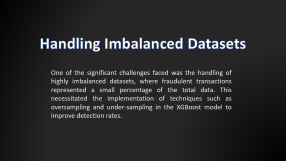 Handling Imbalanced Datasets
One of the significant challenges faced was the handling of
highly imbalanced datasets, where fraudulent transactions
represented a small percentage of the total data. This
necessitated the implementation of techniques such as
oversampling and under-sampling in the XGBoost model to
improve detection rates.